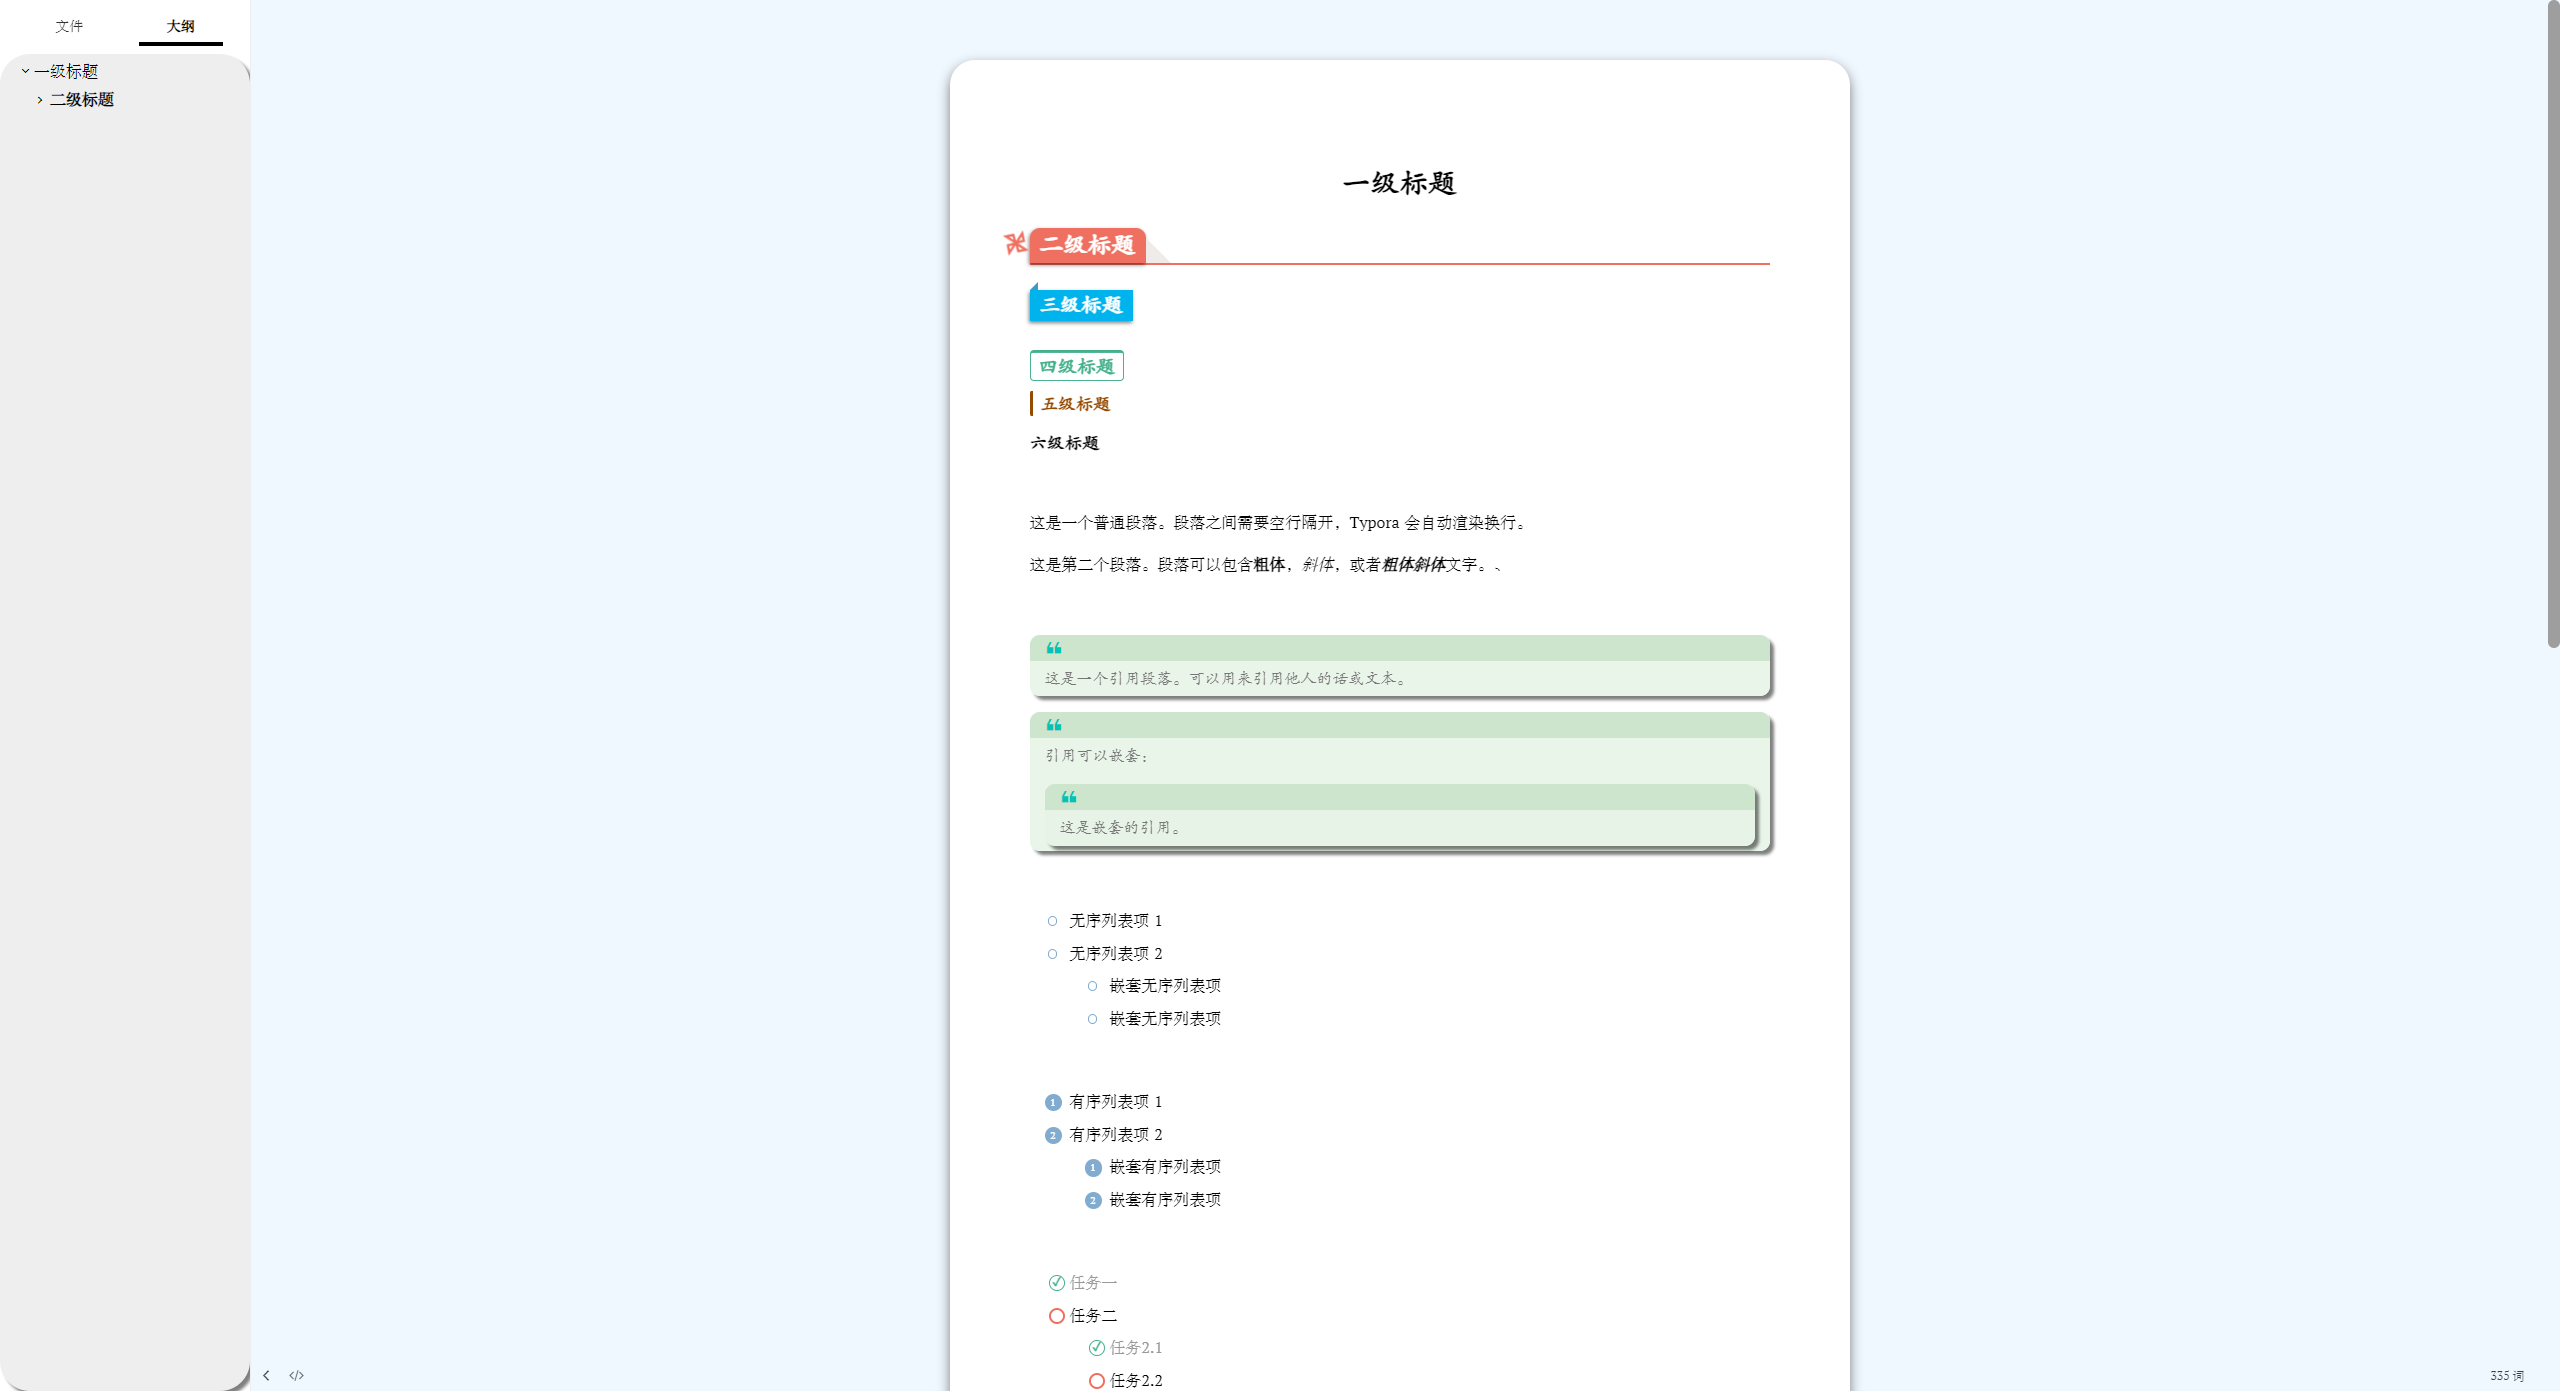 文件 大纲
一级标题
二级标题
一级标题
二级标题
三级标题
四级标题
五级标题
六级标题
这是一个普通段落。段落之间需要空行隔开，Typora 会自动渲染换行。
这是第二个段落。段落可以包含粗体，斜体，或者粗体斜体文字。、
这是一个引用段落。可以用来引用他人的话或文本。
引用可以嵌套：
这是嵌套的引用。
无序列表项 1
无序列表项 2
嵌套无序列表项
嵌套无序列表项
1 有序列表项 1
2 有序列表项 2
1 嵌套有序列表项
2 嵌套有序列表项
任务一
任务二
任务2.1
任务2.2
335 词